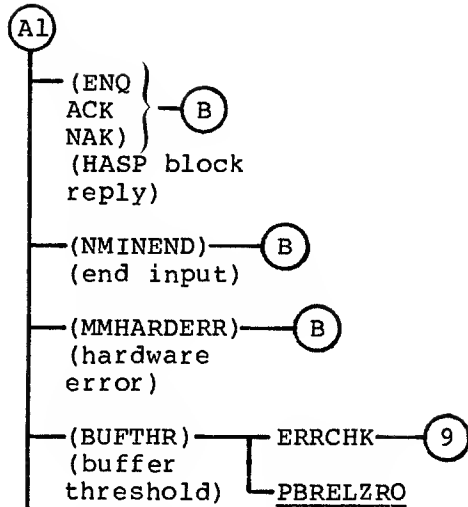 A1
(ENQ
ACK B
NAK)
(HASP block
reply)
(NMINEND) B
(end input)
(MMHARDERR) B
(hardware
error)
(BUFTHR) ERRCHK 9
(buffer
threshold) PBRELZRO